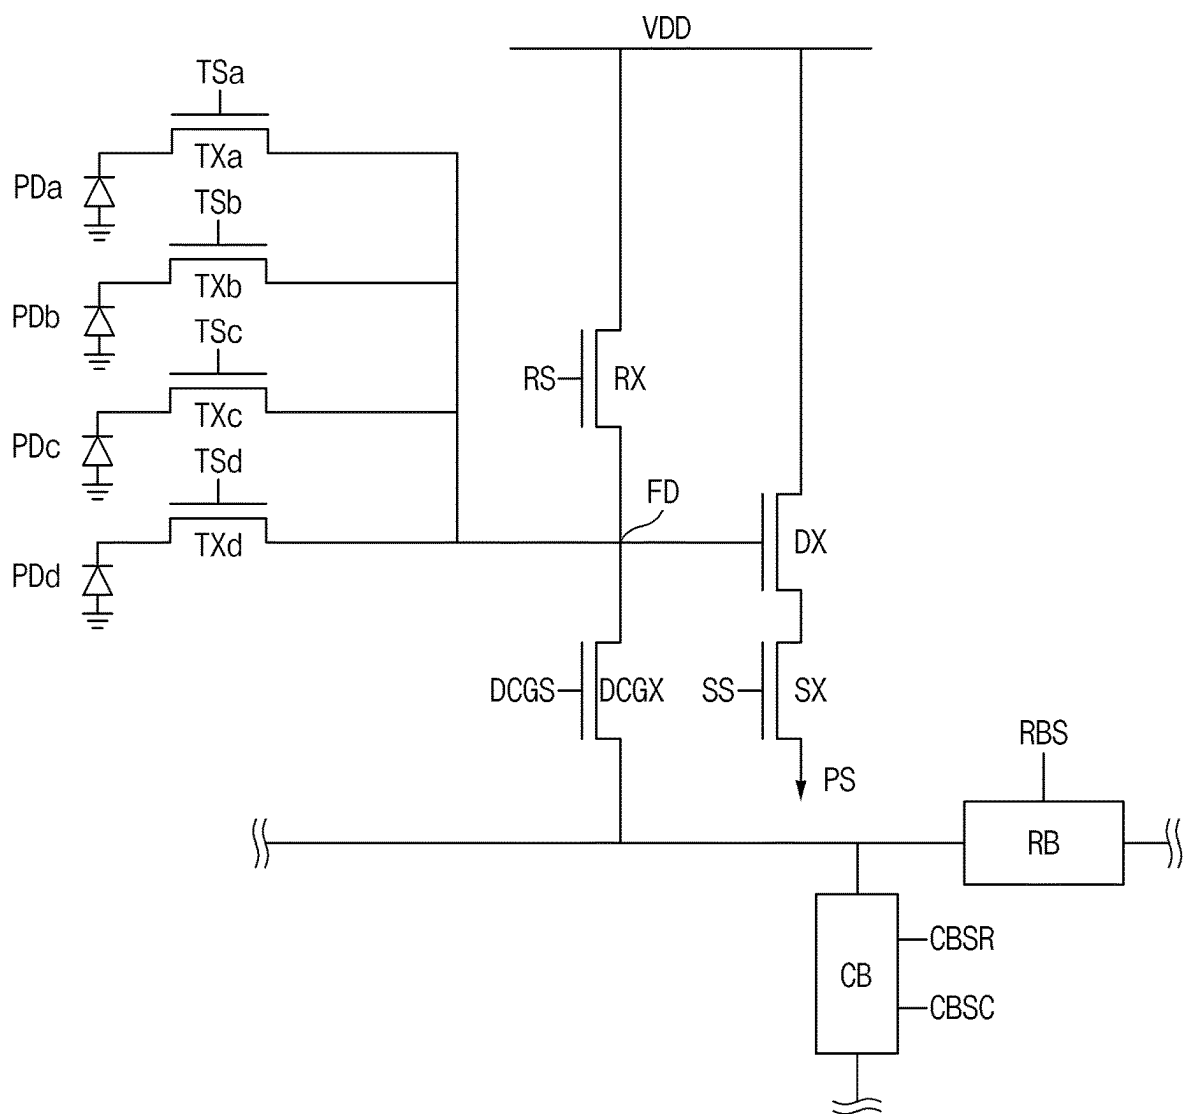 VDD
TSa
TXa
PDa
TSb
TXb
PDb
TSc
RS
RX
TXc
PDc
TSd
FD
TXd
DX
PDd
DCGS
DCGX
SS
SX
RBS
PS
RB
CBSR
CB
CBSC